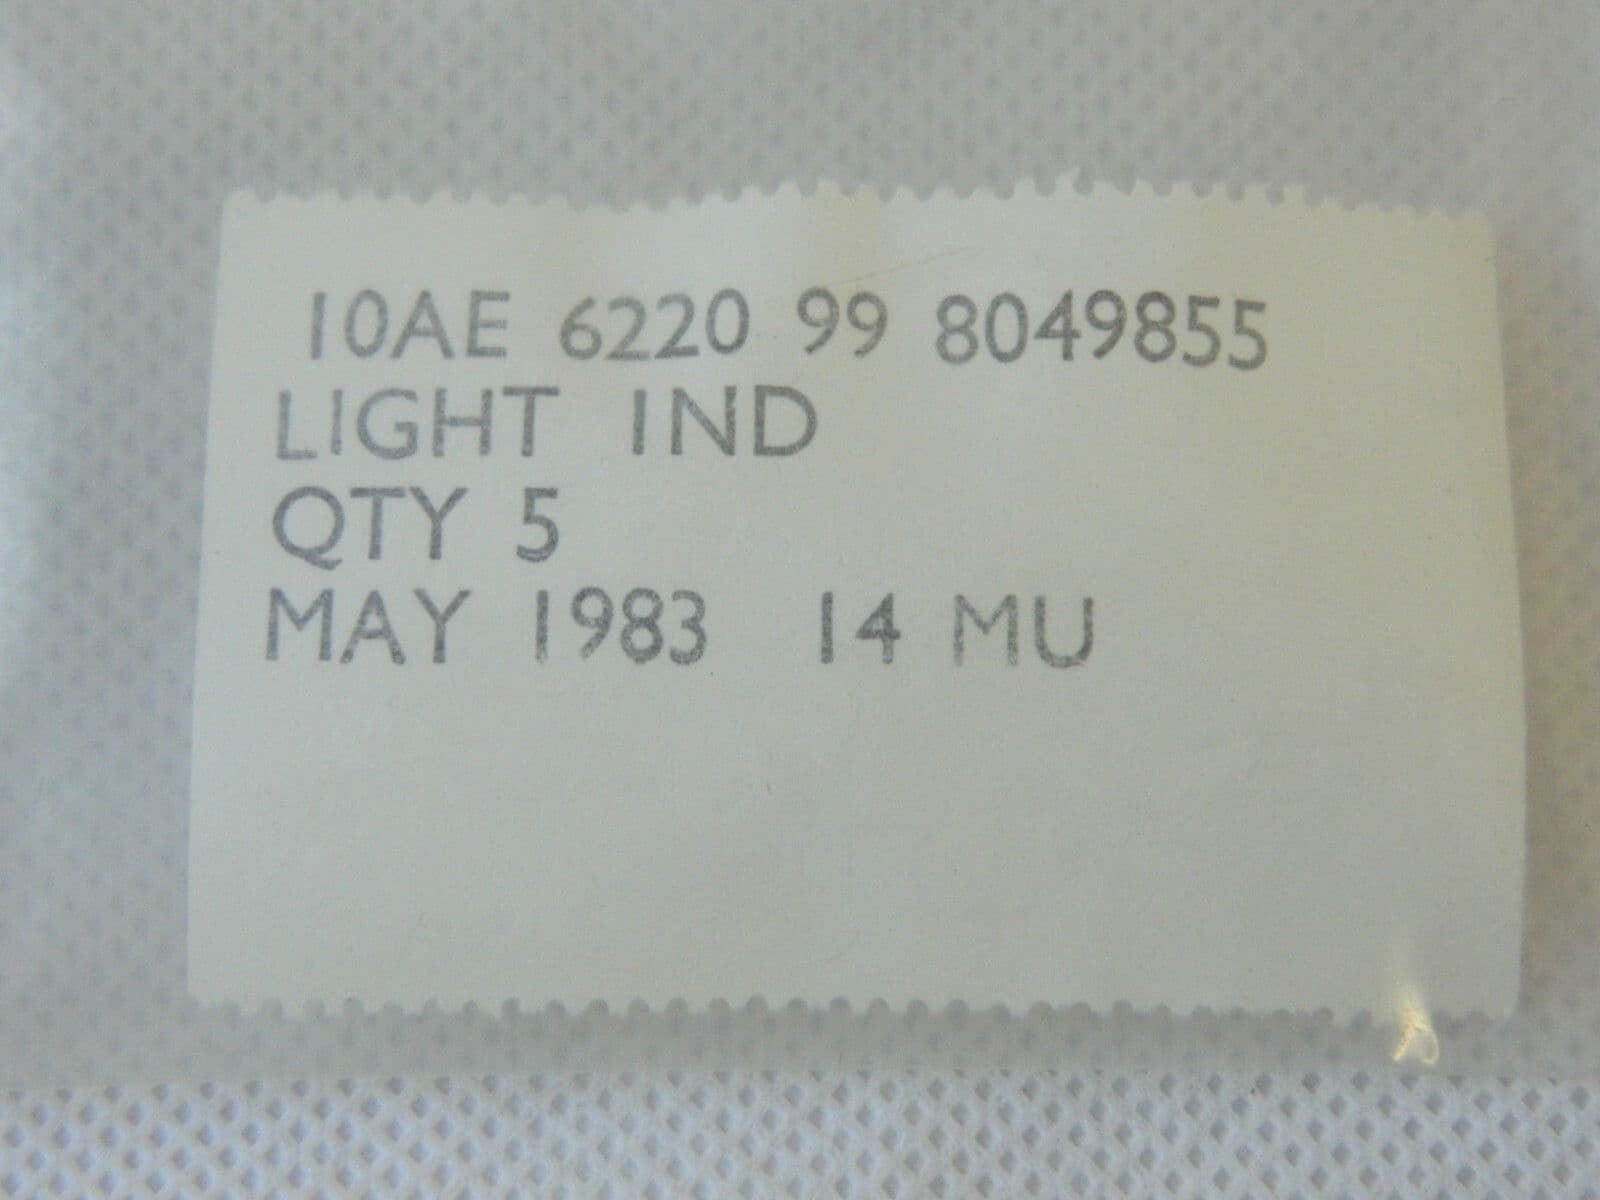 10AE 6220 99 8049855
LIGHT IND
QTY 5
MAY 1983 14 MU